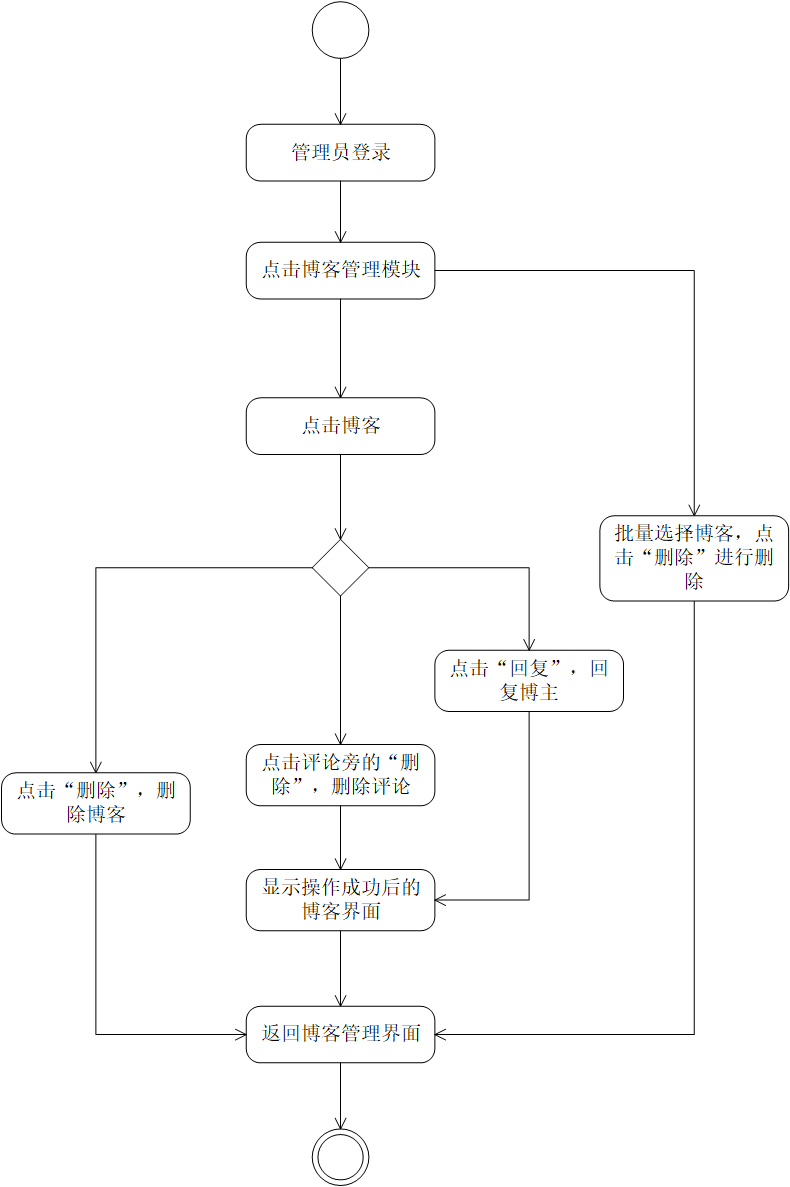 管理员登录
点击博客管理模块
点击博客
批量选择博客，点
击“删除”进行删
除
点击“回复”，回
复博主
点击评论旁的“删
除”，删除评论
点击“删除”，删
除博客
显示操作成功后的
博客界面
返回博客管理界面